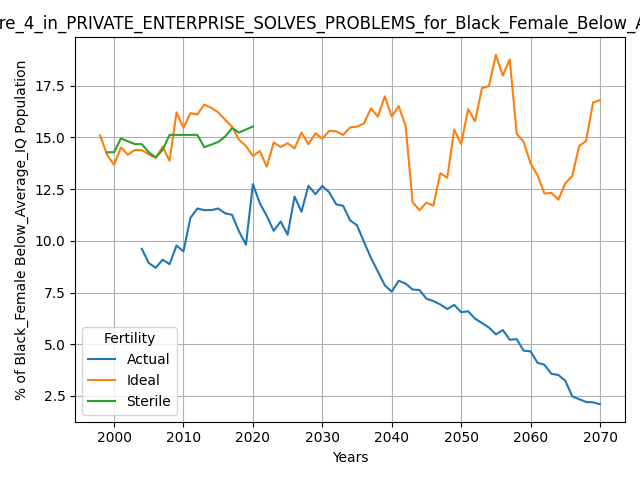 re_4_in_PRIVATE_ENTERPRISE_SOLVES_PROBLEMS_for_Black_Female_Below_A
% of Black_Female Below_Average_IQ Population
17.5
15.0
12.5
10.0
7.5
5.0
2.5
Fertility
Actual
Ideal
Sterile
2000 2010 2020 2030 2040 2050 2060 2070
Years